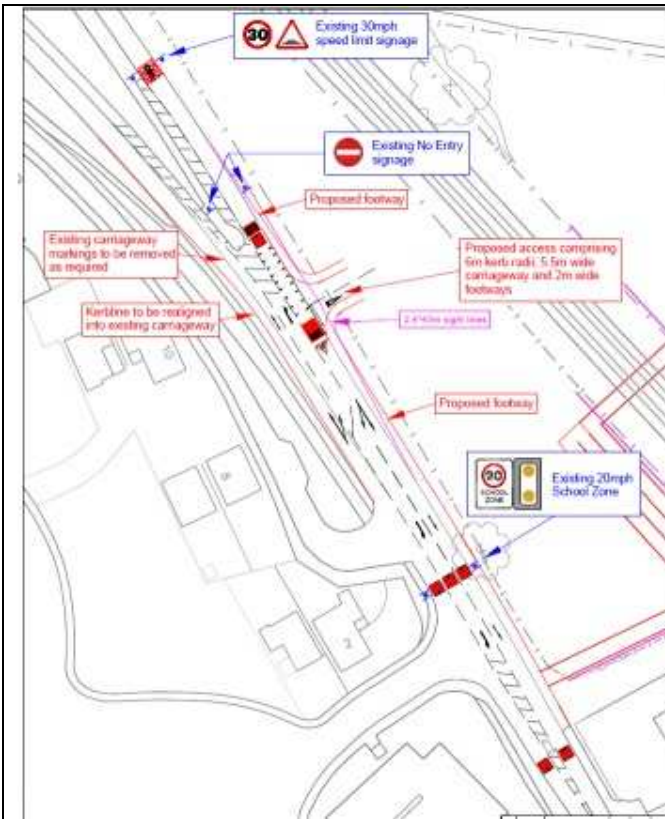 30
Existing 30mph
speed limit signage
Existing No Entry
signage
Proposed footway
Existing carriageway
markings to be removed
as required
Proposed access comprising
6m kerb radii, 5.5m wide
carriageway and 2m wide
footways
Kerbline to be realigned
into existing carriageway
sight lines
Proposed footway
20
SCHOOL
ZONE
Existing 20mph
School Zone